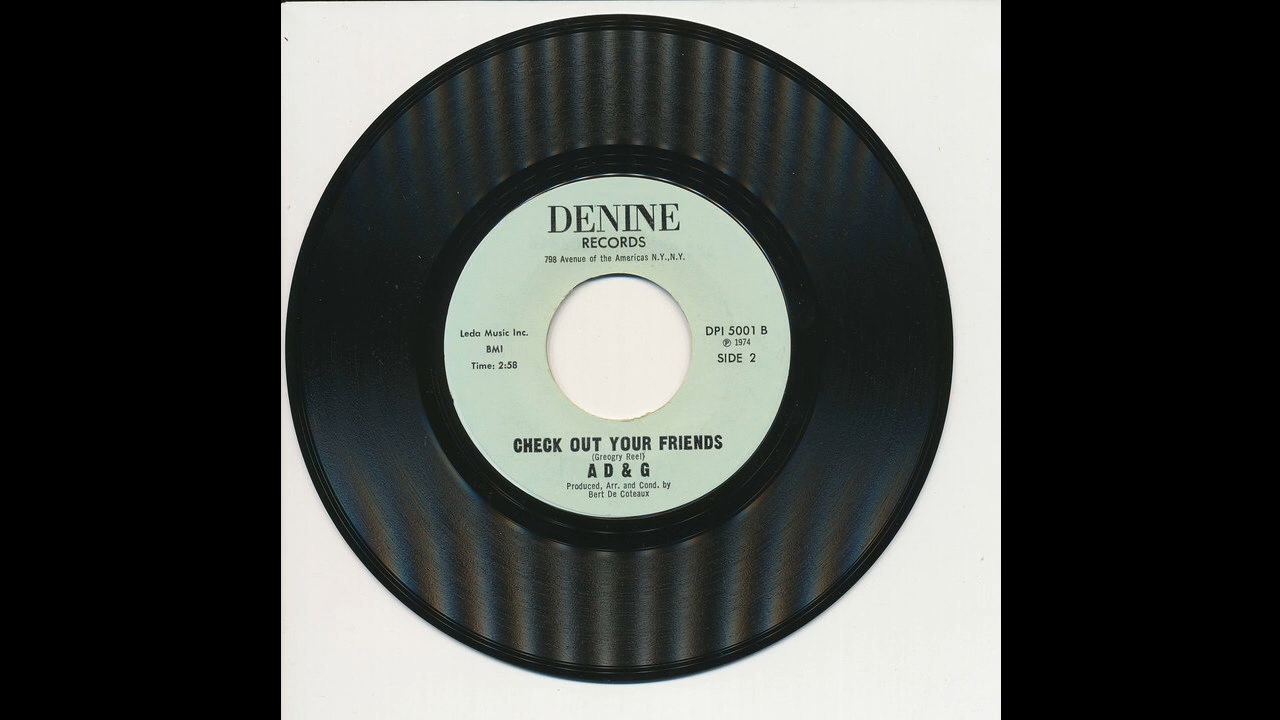 DENINE
RECORDS
798 Avenue of the Americas N.Y.,N.Y.
Leda Music Inc.
BMI
Time: 2:58
DPI 5001 B
℗ 1974
SIDE 2
CHECK OUT YOUR FRIENDS
(Greogry Reel)
A D & G
Produced, Arr. and Cond. by
Bert De Coteaux